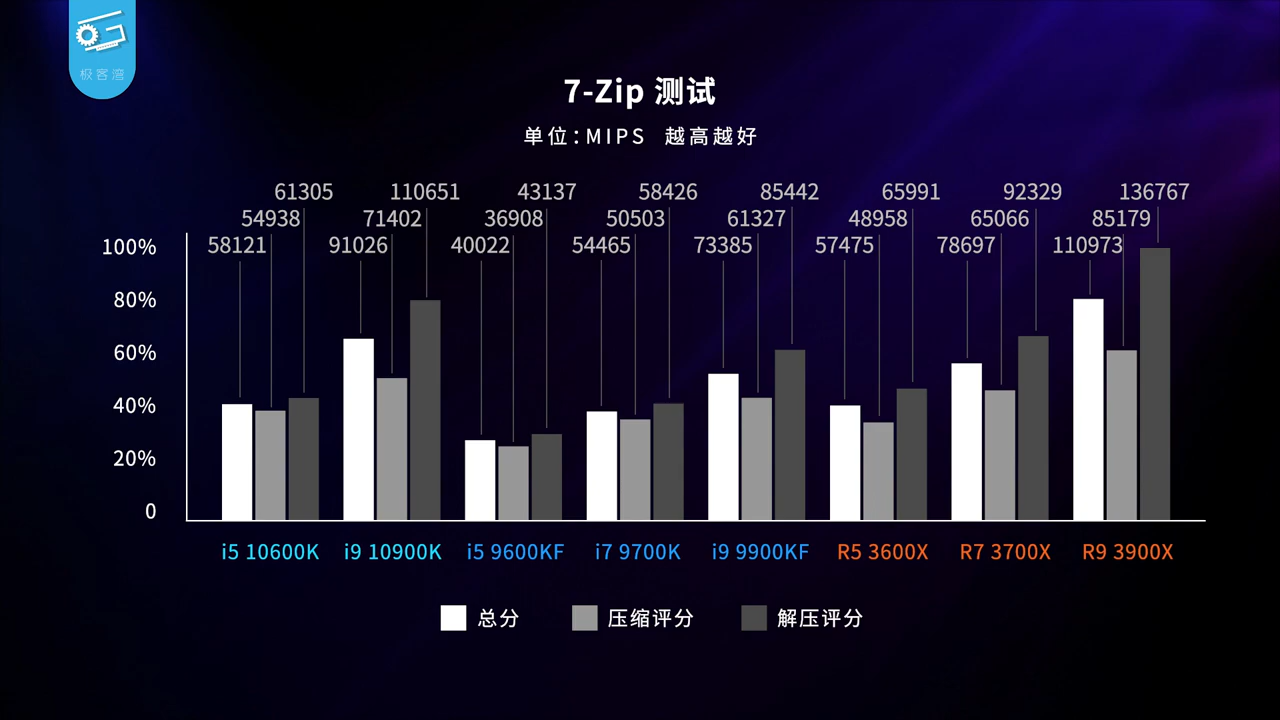 极客湾
7-Zip 测试
单位:MIPS 越高越好
61305 110651 43137 58426 85442 65991 92329 136767
54938 71402 36908 50503 61327 48958 65066 85179
58121 91026 40022 54465 73385 57475 78697 110973
100%
80%
60%
40%
20%
0
i5 10600K i9 10900K i5 9600KF i7 9700K i9 9900KF R5 3600X R7 3700X R9 3900X
总分 压缩评分 解压评分